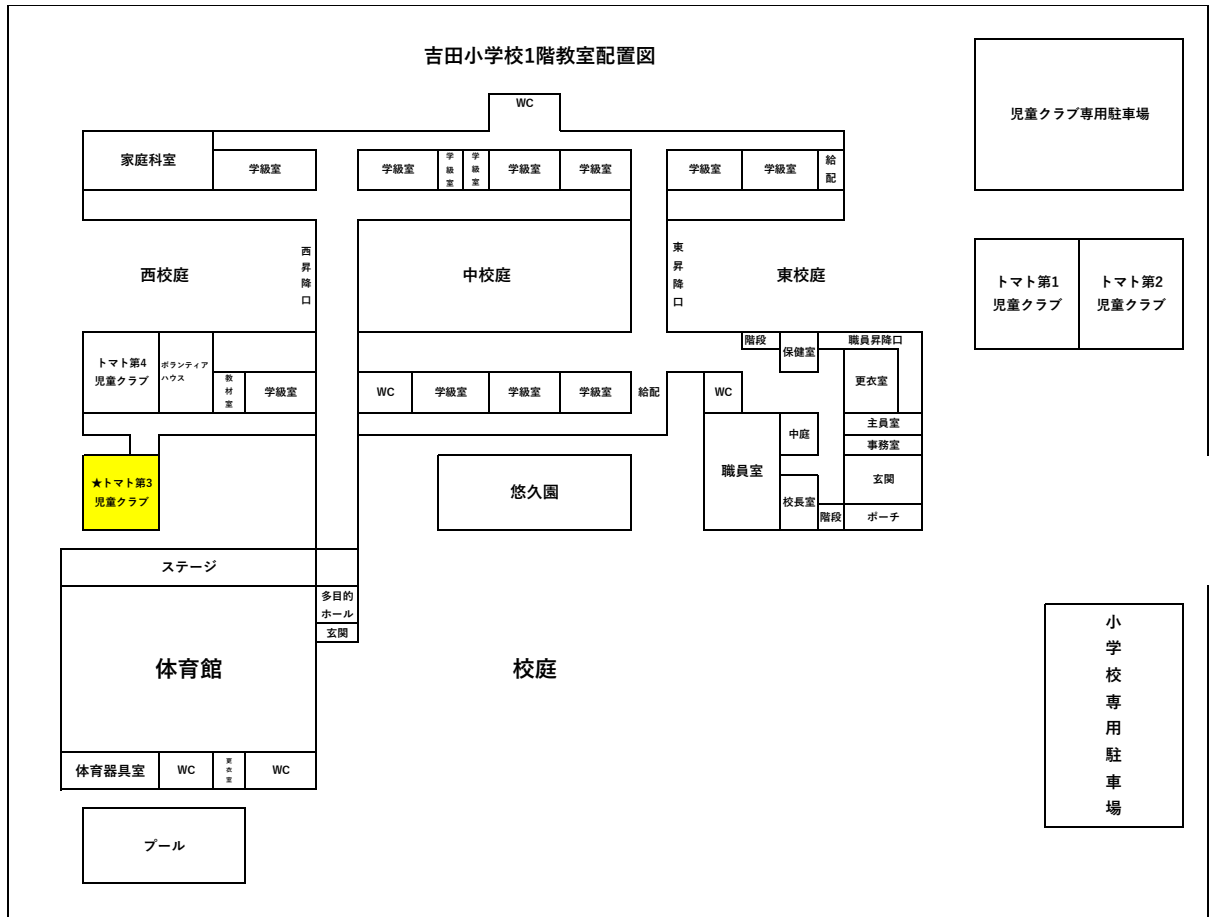 吉田小学校1階教室配置図
WC
児童クラブ専用駐車場
家庭科室
学級室
学級室
学級室
学級室
学級室
学級室
学級室
学級室
給配
西校庭
西昇降口
中校庭
東昇降口
東校庭
トマト第1
児童クラブ
トマト第2
児童クラブ
トマト第4
児童クラブ
ボランティア
ハウス
教材室
学級室
WC
学級室
学級室
学級室
給配
WC
階段
保健室
職員昇降口
更衣室
主員室
事務室
中庭
職員室
玄関
校長室
階段
ポーチ
★トマト第3
児童クラブ
悠久園
ステージ
多目的
ホール
玄関
体育館
校庭
小学校専用駐車場
体育器具室
WC
更衣室
WC
プール